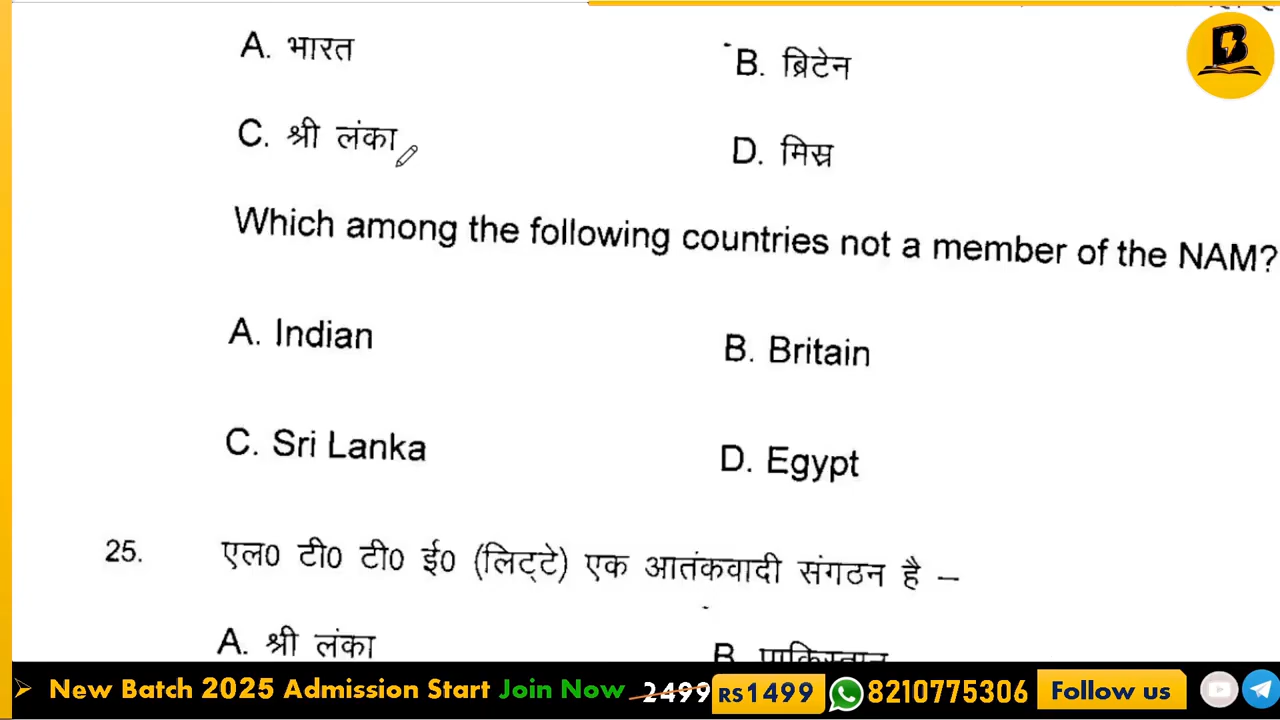 A. भारत
B. ब्रिटेन
C. श्री लंका
D. मिस्र
Which among the following countries not a member of the NAM?
A. Indian
B. Britain
C. Sri Lanka
D. Egypt
25. एल0 टी0 टी0 ई0 (लिट्टे) एक आतंकवादी संगठन है –
A. श्री लंका
B. पाकिस्तान
New Batch 2025 Admission Start Join Now 2499 RS1499 8210775306 Follow us